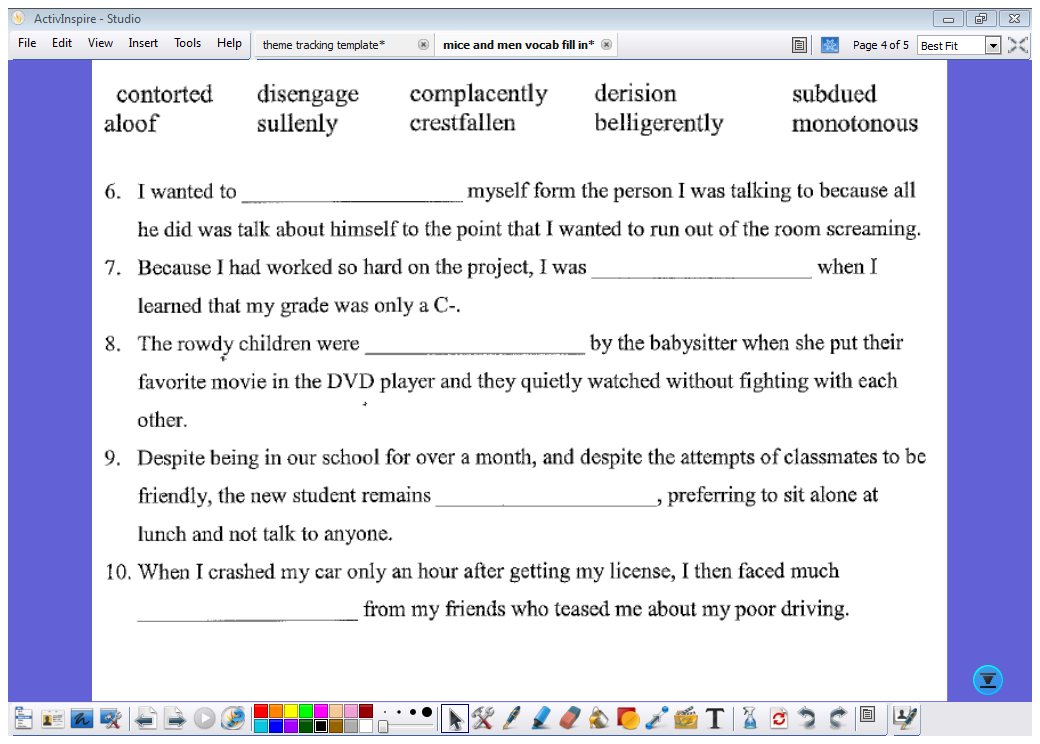 ActivInspire - Studio
File Edit View Insert Tools Help theme tracking template* mice and men vocab fill in* Page 4 of 5 Best Fit
contorted disengage complacently derision subdued
aloof sullenly crestfallen belligerently monotonous
6. I wanted to ____________________ myself form the person I was talking to because all
he did was talk about himself to the point that I wanted to run out of the room screaming.
7. Because I had worked so hard on the project, I was ____________________ when I
learned that my grade was only a C-.
8. The rowdy children were ____________________ by the babysitter when she put their
favorite movie in the DVD player and they quietly watched without fighting with each
other.
9. Despite being in our school for over a month, and despite the attempts of classmates to be
friendly, the new student remains ____________________, preferring to sit alone at
lunch and not talk to anyone.
10. When I crashed my car only an hour after getting my license, I then faced much
____________________ from my friends who teased me about my poor driving.